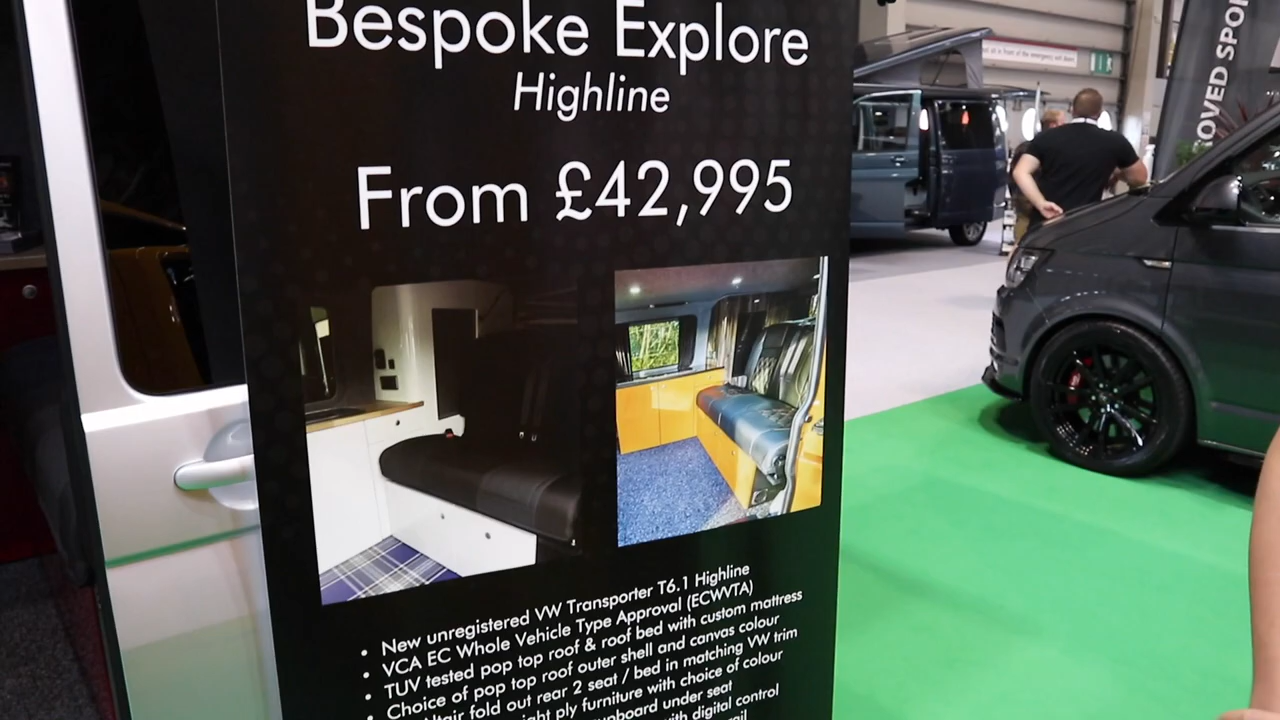 Bespoke Explore
Highline
From £42,995
• New unregistered VW Transporter T6.1 Highline
• VCA EC Whole Vehicle Type Approval (ECWVTA)
• TUV tested pop top roof & roof bed with custom mattress
• Choice of pop top roof outer shell and canvas colour
fold out rear 2 seat / bed in matching VW trim
ply furniture with choice of colour
under seat
with digital control